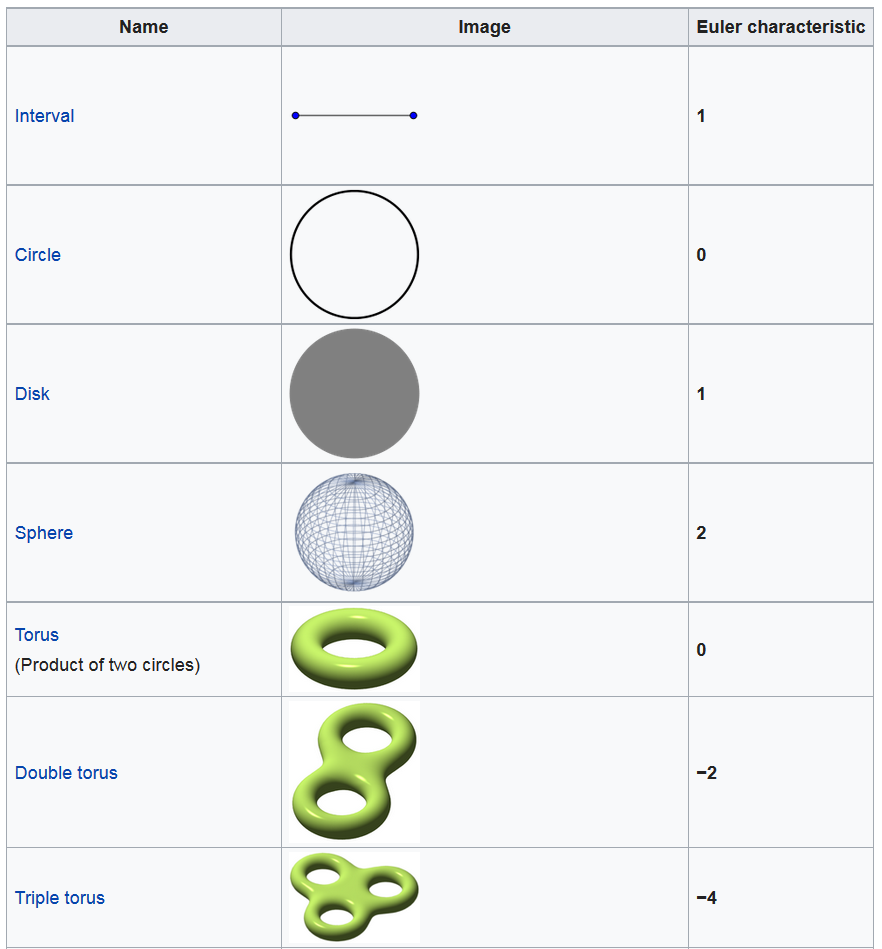 Name Image Euler characteristic
Interval 1
Circle 0
Disk 1
Sphere 2
Torus
(Product of two circles) 0
Double torus −2
Triple torus −4